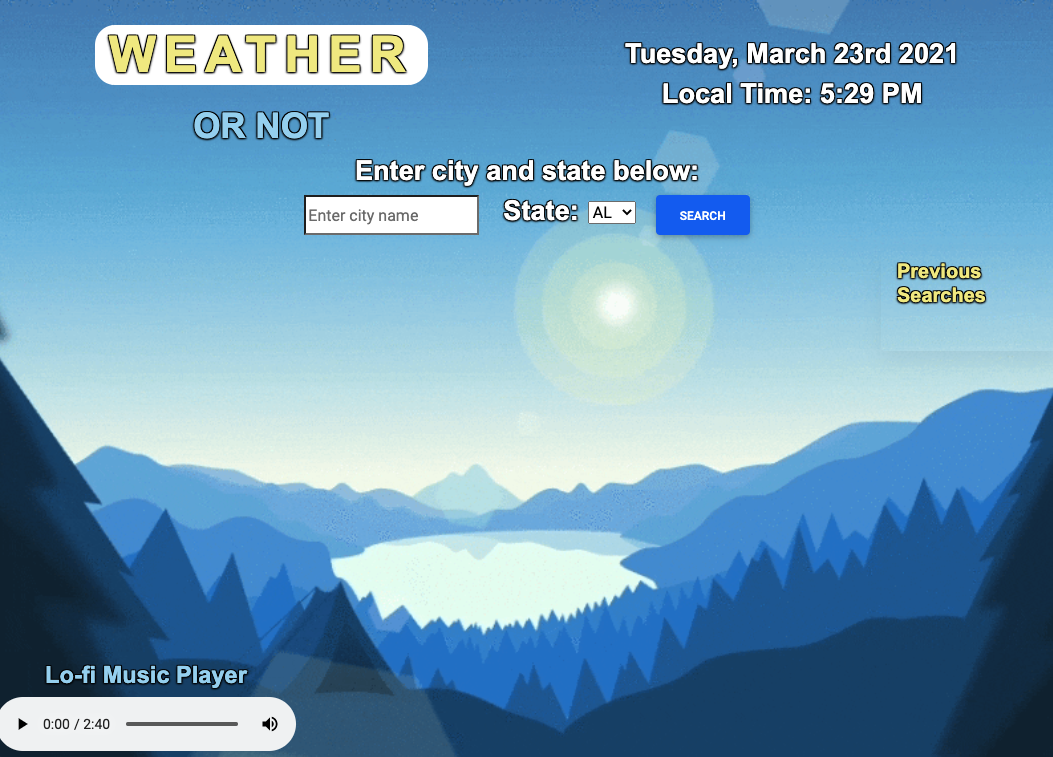 WEATHER
OR NOT
Tuesday, March 23rd 2021
Local Time: 5:29 PM
Enter city and state below:
Enter city name
State: AL
SEARCH
Previous
Searches
Lo-fi Music Player
0:00 / 2:40